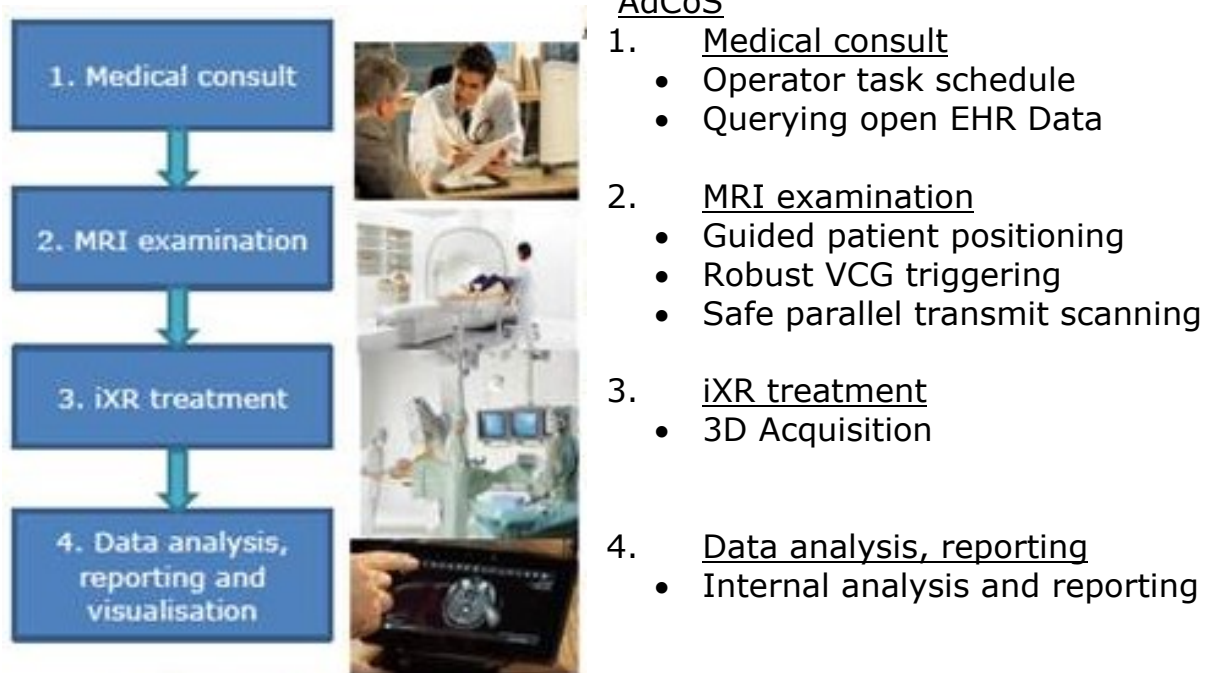 1. Medical consult
2. MRI examination
3. iXR treatment
4. Data analysis,
reporting and
visualisation
AdCoS
1. Medical consult
• Operator task schedule
• Querying open EHR Data
2. MRI examination
• Guided patient positioning
• Robust VCG triggering
• Safe parallel transmit scanning
3. iXR treatment
• 3D Acquisition
4. Data analysis, reporting
• Internal analysis and reporting